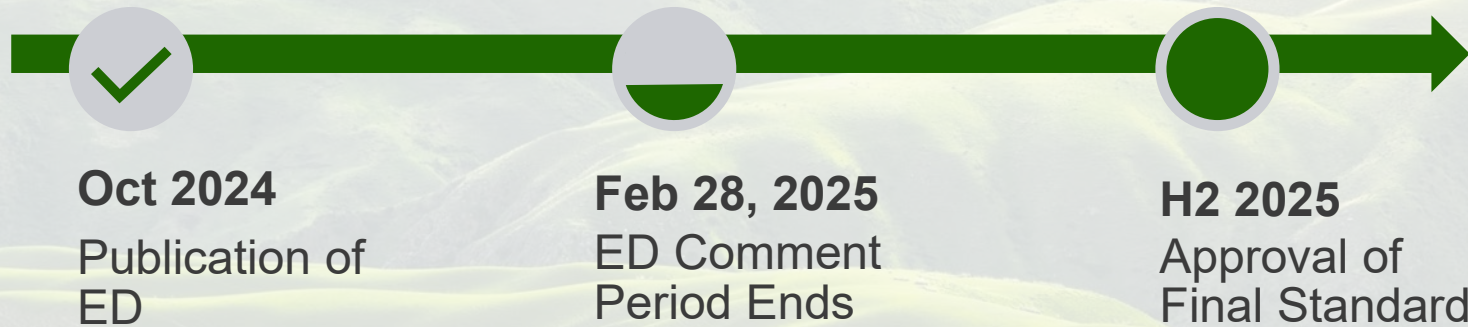 Oct 2024
Publication of
ED
Feb 28, 2025
ED Comment
Period Ends
H2 2025
Approval of
Final Standard